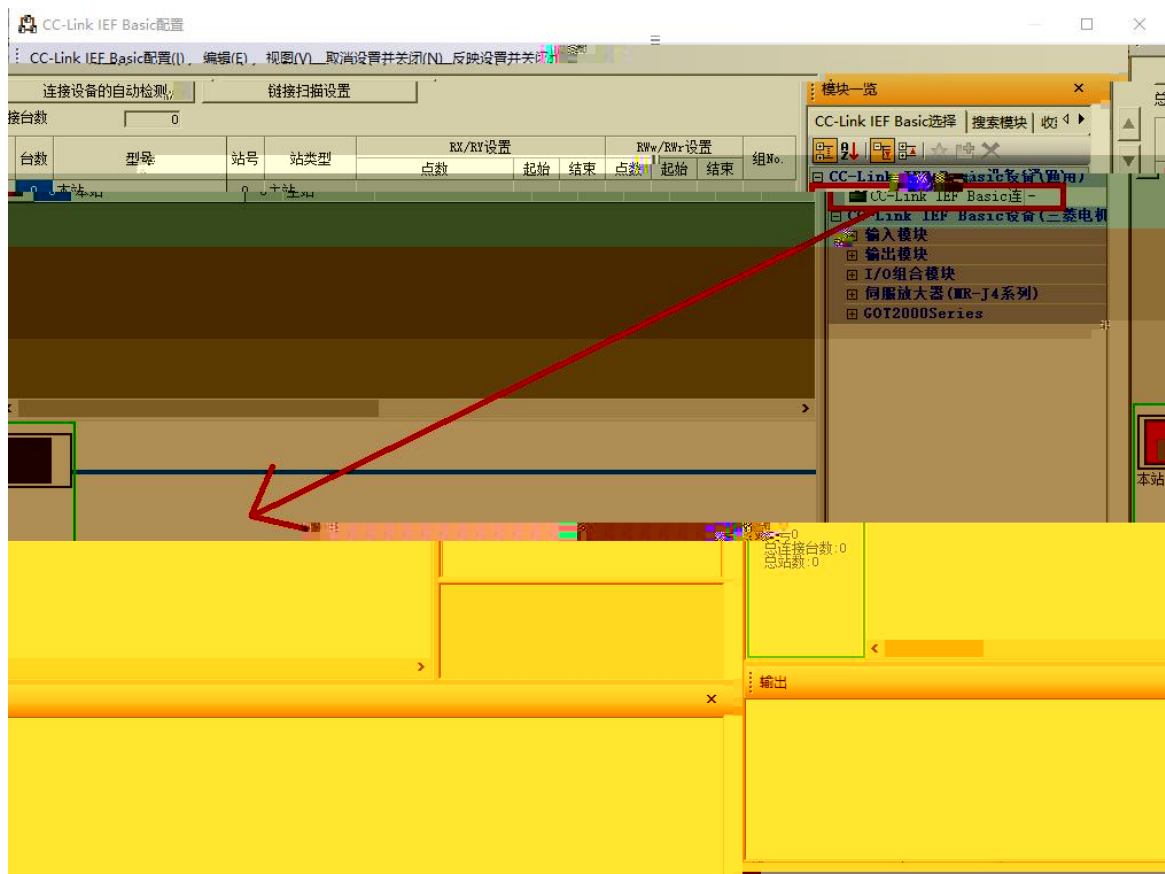 CC-Link IEF Basic配置
CC-Link IEF Basic配置(I) 编辑(E) 视图(V) 取消设置并关闭(N) 反映设置并关闭
连接设备的自动检测 链接扫描设置
模块一览
总
接台数 0
CC-Link IEF Basic选择 搜索模块
台数 型号 站号 站类型 RX/RY设置 RWw/RWr设置 组No.
点数 起始 结束 点数 起始 结束
0 本站 0 主站
CC-Link
CC-Link IEF Basic连
CC-Link IEF Basic设备(三菱电机
输入模块
输出模块
I/O组合模块
伺服放大器(MR-J4系列)
GOT2000Series
本站
总连接台数:0
总站数:0
输出